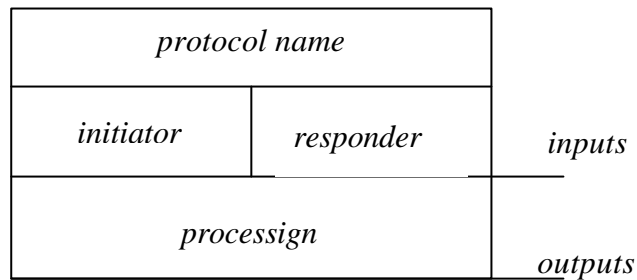 protocol name
initiator
responder
inputs
processign
outputs